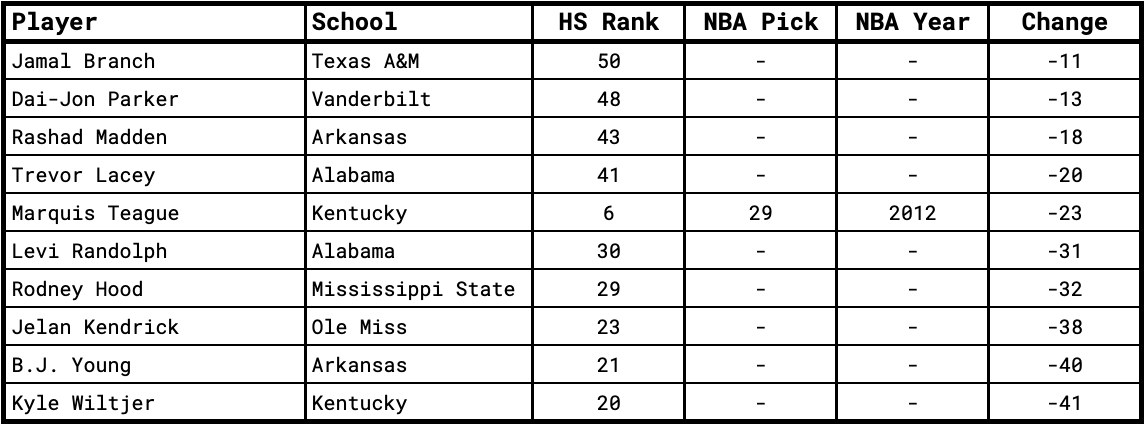 Player School HS Rank NBA Pick NBA Year Change
Jamal Branch Texas A&M 50 - - -11
Dai-Jon Parker Vanderbilt 48 - - -13
Rashad Madden Arkansas 43 - - -18
Trevor Lacey Alabama 41 - - -20
Marquis Teague Kentucky 6 29 2012 -23
Levi Randolph Alabama 30 - - -31
Rodney Hood Mississippi State 29 - - -32
Jelan Kendrick Ole Miss 23 - - -38
B.J. Young Arkansas 21 - - -40
Kyle Wiltjer Kentucky 20 - - -41